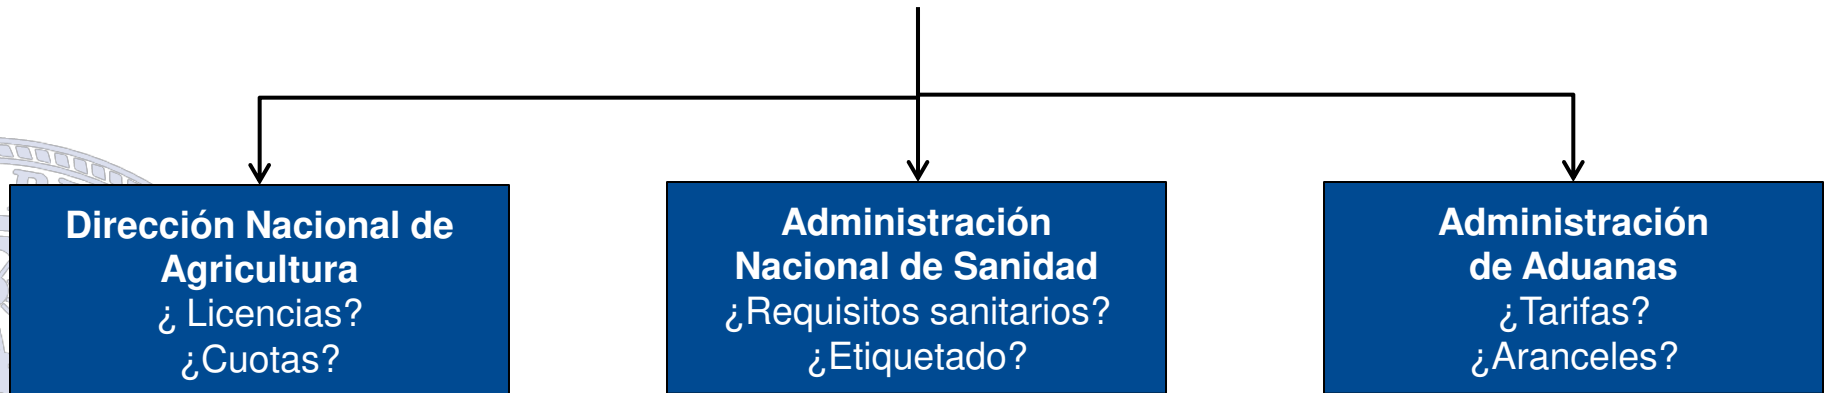 Dirección Nacional de
Agricultura
¿ Licencias?
¿Cuotas?
Administración
Nacional de Sanidad
¿Requisitos sanitarios?
¿Etiquetado?
Administración
de Aduanas
¿Tarifas?
¿Aranceles?